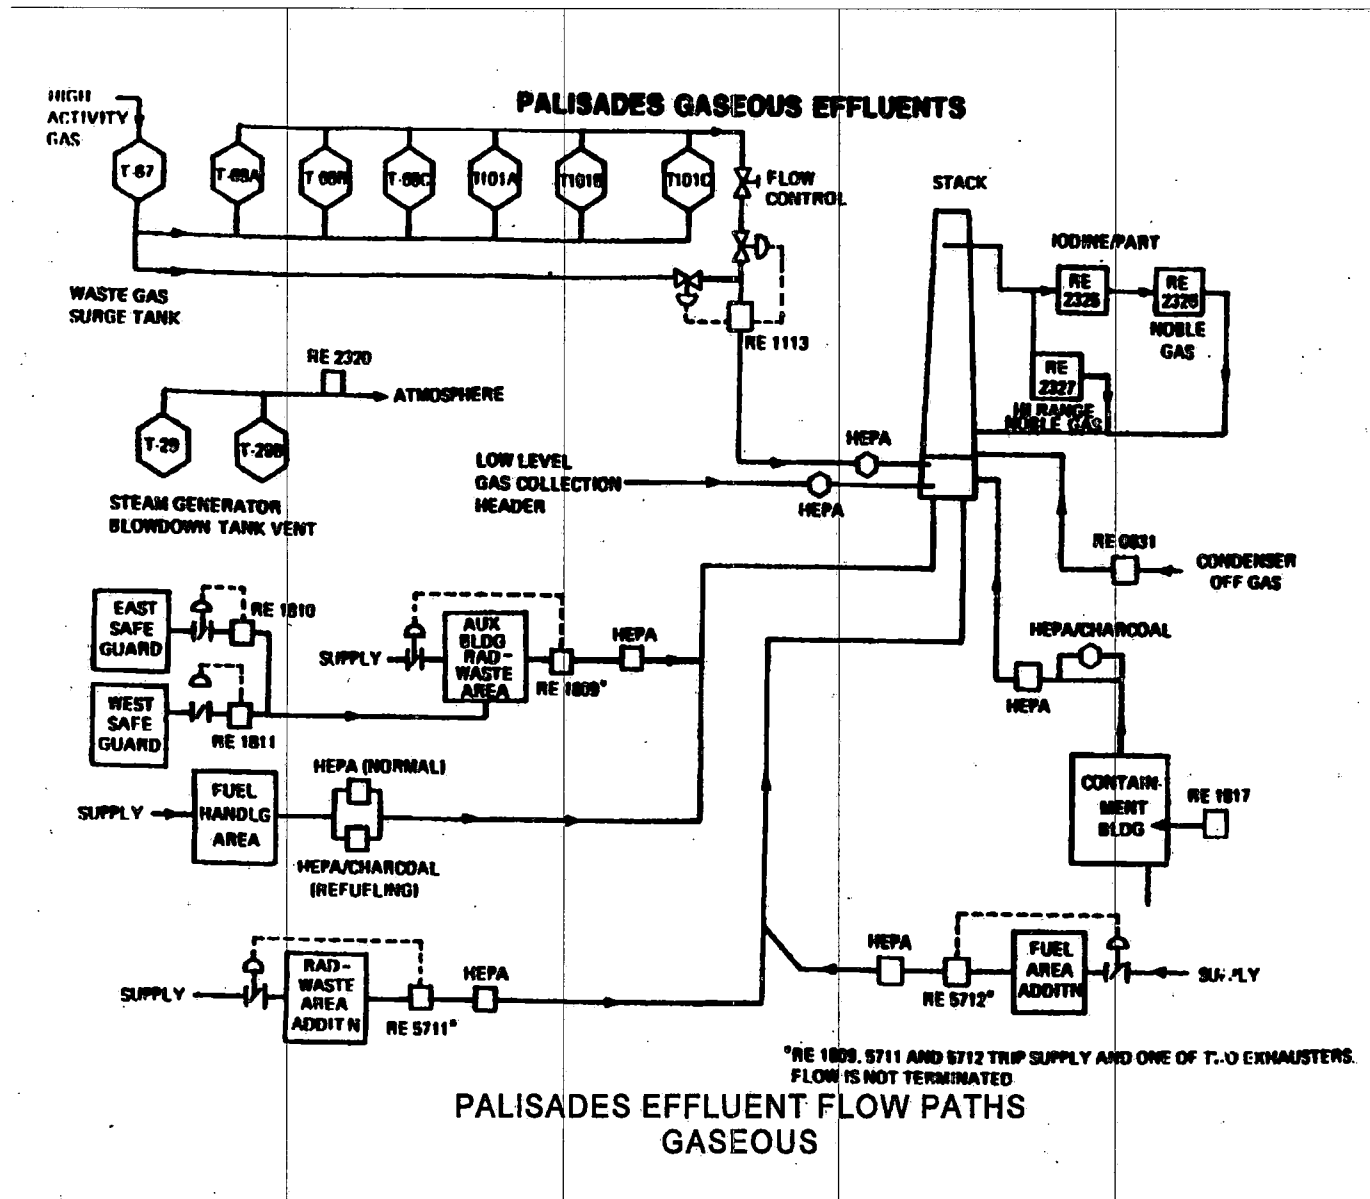 PALISADES GASEOUS EFFLUENTS
HIGH
ACTIVITY
GAS
T-67
T-68A
T-68B
T-68C
T101A
T101B
T101C
FLOW
CONTROL
STACK
IODINE/PART
RE
2325
RE
2326
NOBLE
GAS
RE
2327
HI RANGE
NOBLE GAS
WASTE GAS
SURGE TANK
RE 1113
RE 2320
ATMOSPHERE
T-29
T-29B
STEAM GENERATOR
BLOWDOWN TANK VENT
HEPA
LOW LEVEL
GAS COLLECTION
HEADER
HEPA
RE 0631
CONDENSER
OFF GAS
EAST
SAFE
GUARD
RE 1810
WEST
SAFE
GUARD
RE 1811
SUPPLY
AUX
BLDG
RAD-
WASTE
AREA
RE 1809*
HEPA
HEPA/CHARCOAL
HEPA
SUPPLY
FUEL
HANDLG
AREA
HEPA (NORMAL)
HEPA/CHARCOAL
(REFUELING)
CONTAIN-
MENT
BLDG
RE 1817
SUPPLY
RAD-
WASTE
AREA
ADDIT'N
RE 5711*
HEPA
HEPA
RE 5712*
FUEL
AREA
ADDIT'N
SUPPLY
*RE 1809, 5711 AND 5712 TRIP SUPPLY AND ONE OF TWO EXHAUSTERS.
FLOW IS NOT TERMINATED
PALISADES EFFLUENT FLOW PATHS
GASEOUS